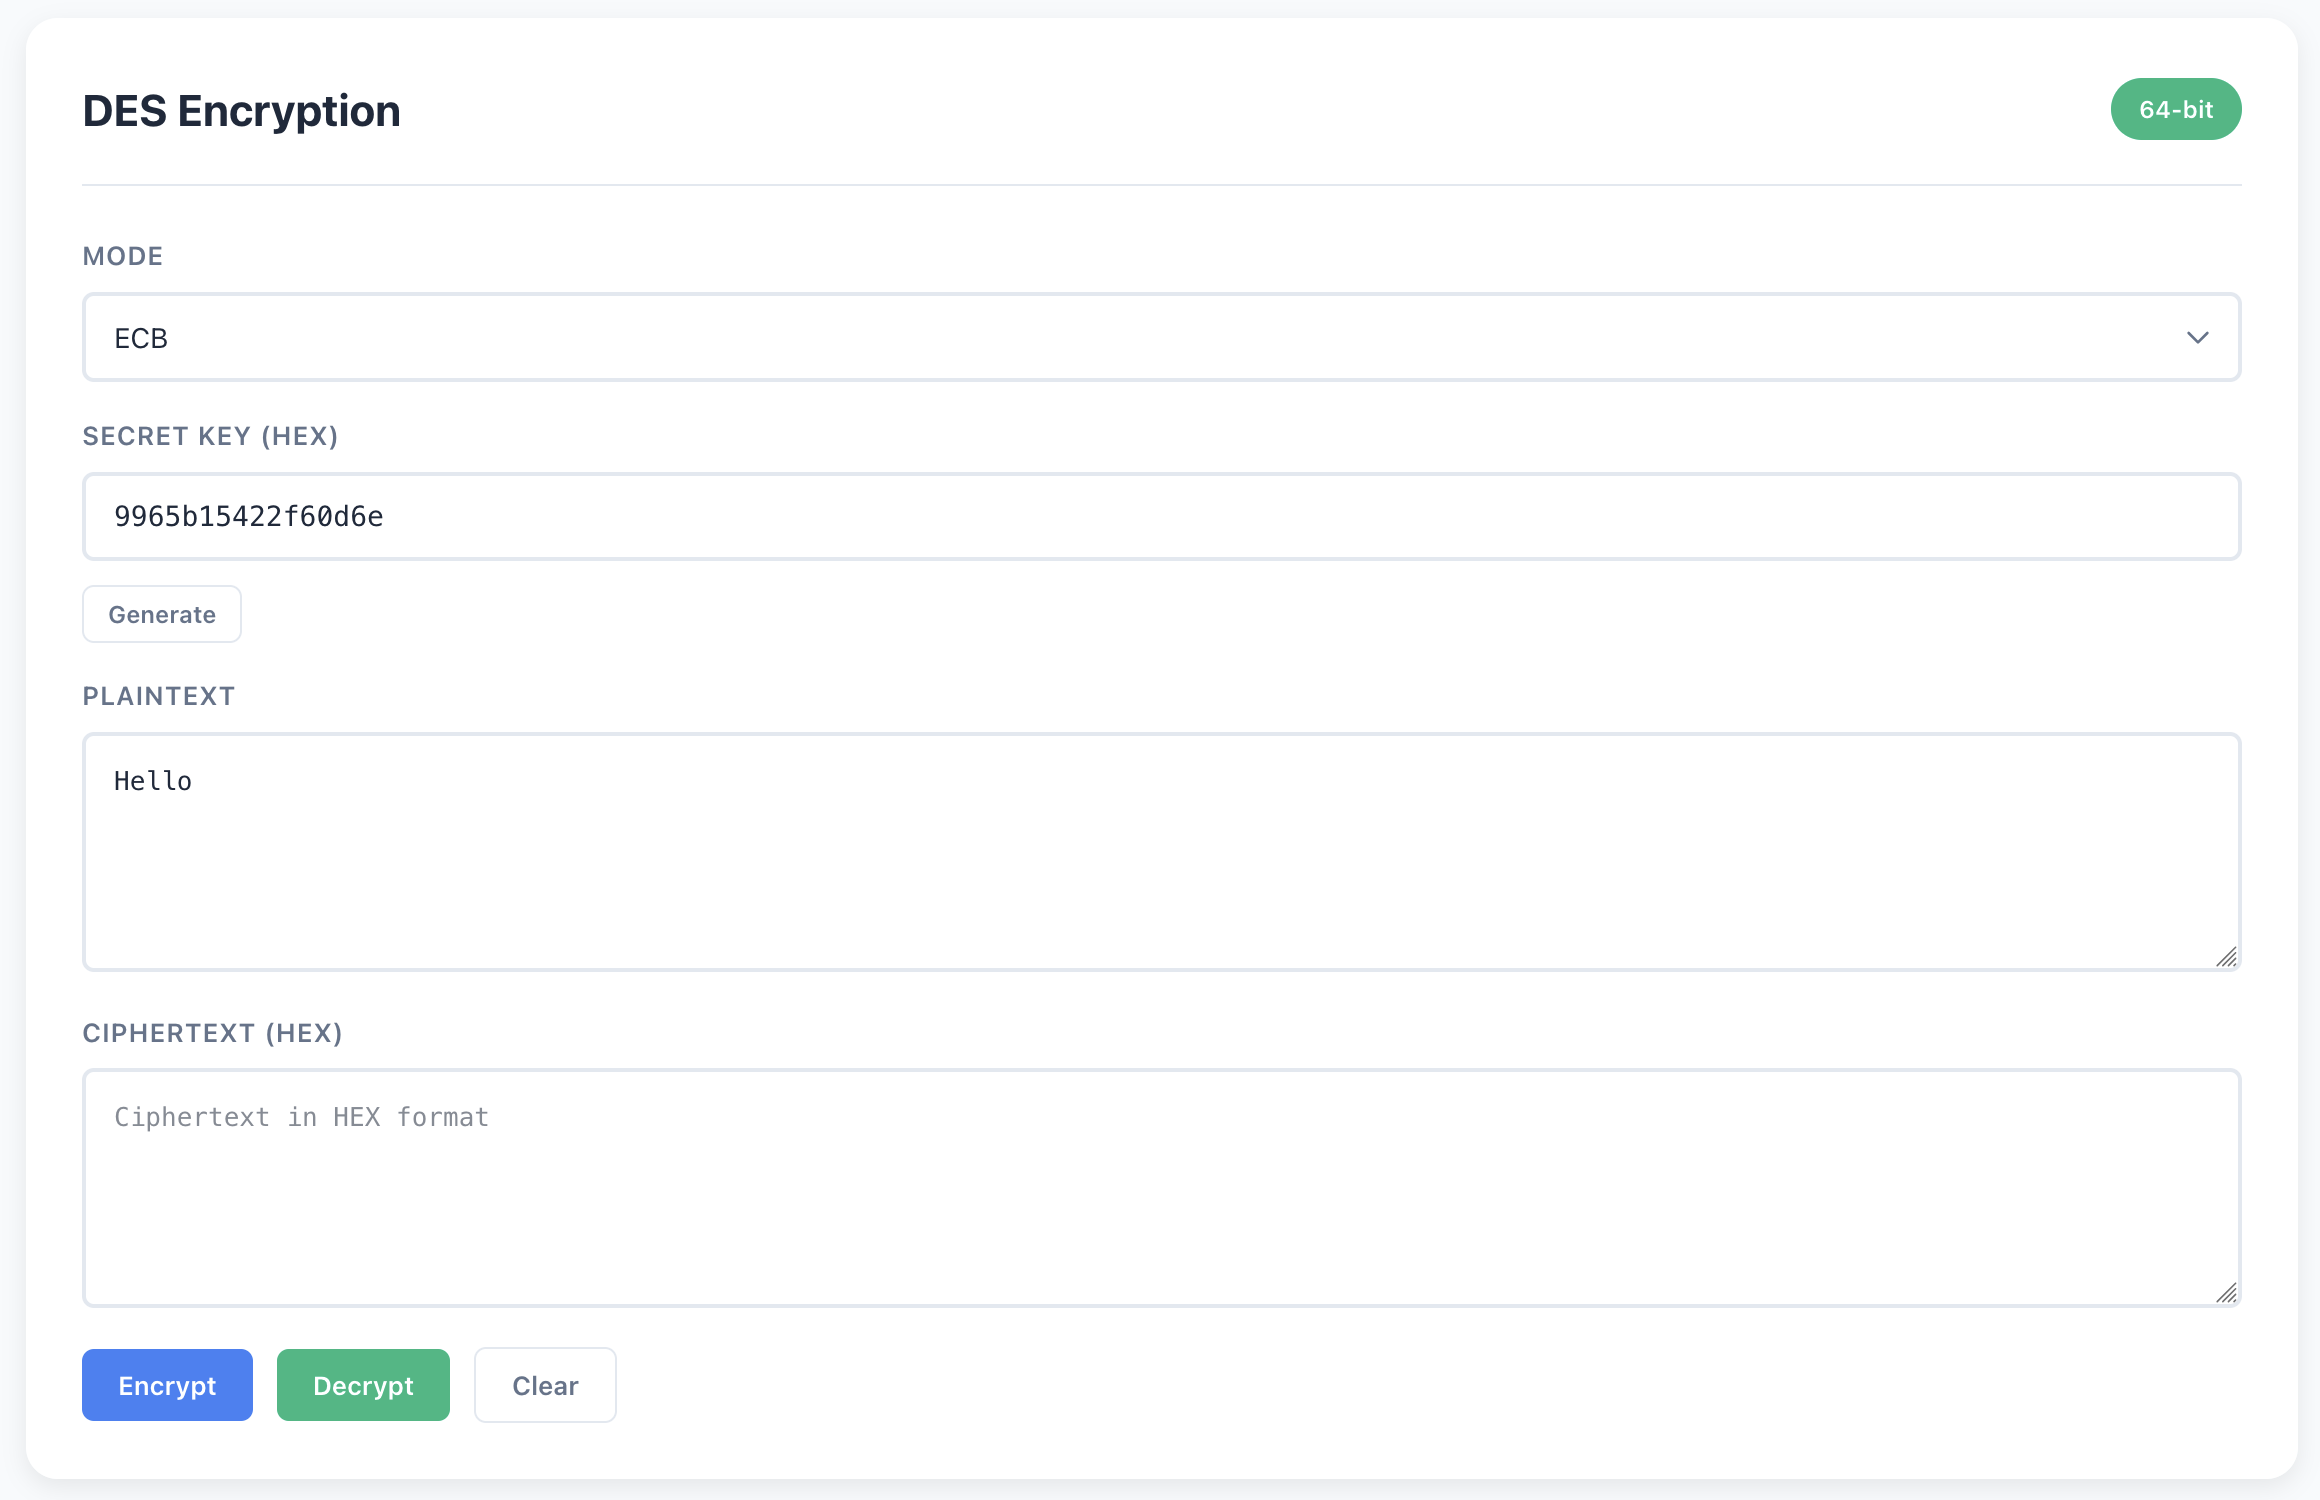 DES Encryption
64-bit
MODE
ECB
SECRET KEY (HEX)
9965b15422f60d6e
Generate
PLAINTEXT
Hello
CIPHERTEXT (HEX)
Ciphertext in HEX format
Encrypt
Decrypt
Clear